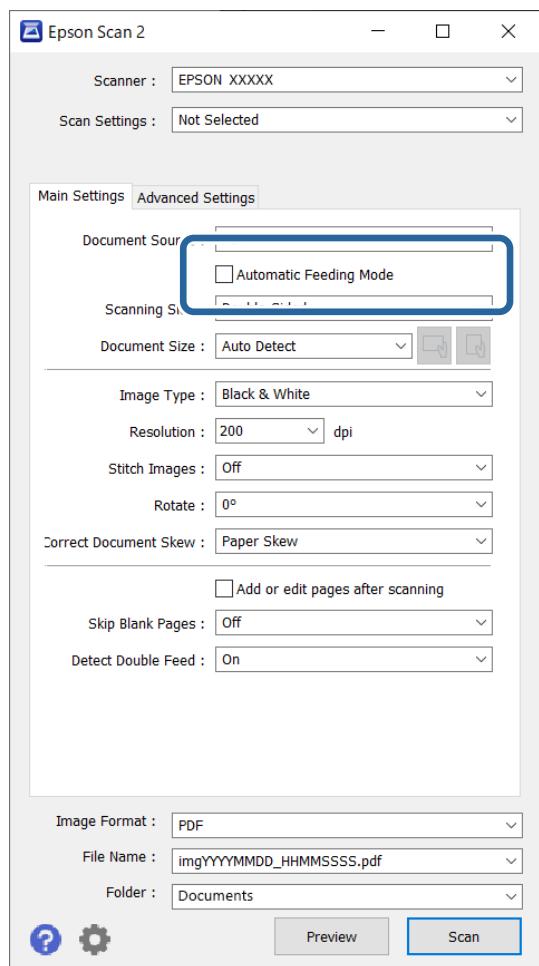 Epson Scan 2
Scanner : EPSON XXXXX
Scan Settings : Not Selected
Main Settings Advanced Settings
Document
Automatic Feeding Mode
Scanning
Document Size : Auto Detect
Image Type : Black & White
Resolution : 200 dpi
Stitch Images : Off
Rotate : 0°
Correct Document Skew : Paper Skew
Add or edit pages after scanning
Skip Blank Pages : Off
Detect Double Feed : On
Image Format : PDF
File Name : imgYYYYMMDD_HHMMSSSS.pdf
Folder : Documents
? Preview Scan